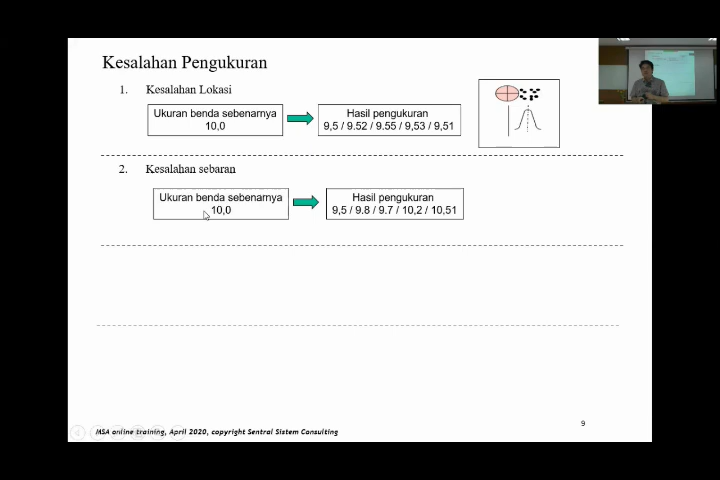 Kesalahan Pengukuran
1. Kesalahan Lokasi
Ukuran benda sebenarnya
10,0
Hasil pengukuran
9,5 / 9.52 / 9.55 / 9,53 / 9,51
2. Kesalahan sebaran
Ukuran benda sebenarnya
10,0
Hasil pengukuran
9,5 / 9.8 / 9.7 / 10,2 / 10,51
9
MSA online training, April 2020, copyright Sentral Sistem Consulting